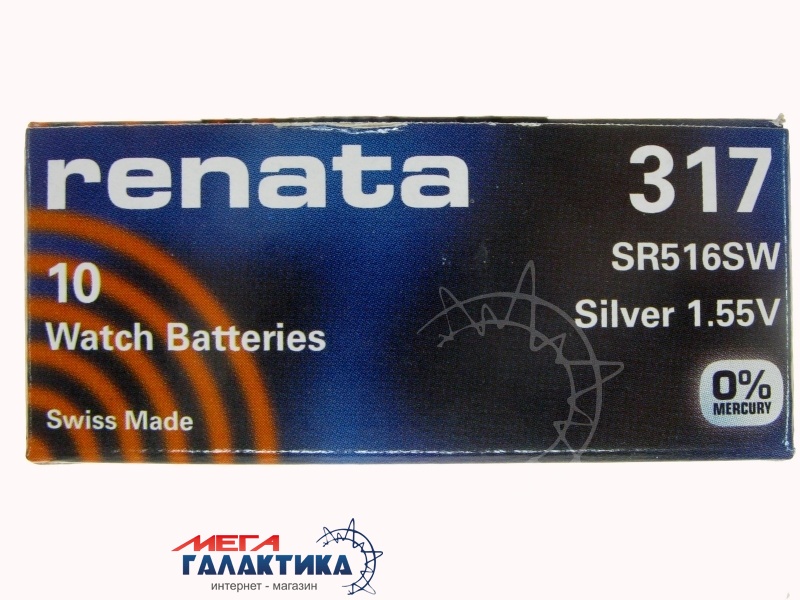 renata
317
SR516SW
10
Silver 1.55V
Watch Batteries
0%
MERCURY
Swiss Made
МЕГА
ГАЛАКТИКА
интернет - магазин